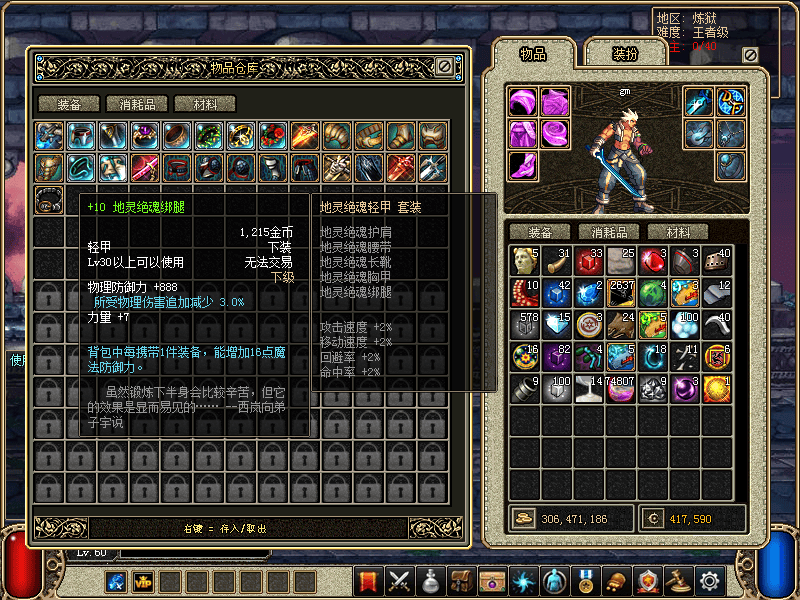 地区: 炼狱
难度: 王者级
主: 0/40
物品仓库
装备
消耗品
材料
+10 地灵绝魂绑腿
1,215金币
轻甲
下装
Lv30以上可以使用
无法交易
下级
物理防御力 +888
所受物理伤害追加减少 3.0%
力量 +7
背包中每携带1件装备，能增加16点魔
法防御力。
虽然锻炼下半身会比较辛苦，但它
的效果是显而易见的…… --西岚向弟
子宇说
地灵绝魂轻甲 套装
地灵绝魂护肩
地灵绝魂腰带
地灵绝魂长靴
地灵绝魂胸甲
地灵绝魂绑腿
攻击速度 +2%
移动速度 +2%
回避率 +2%
命中率 +2%
右键 = 存入/取出
物品
装扮
gm
装备
消耗品
材料
5 31 33 25 1 3 40
10 42 2 2637 4 3 12
578 15 3 24 5 100 40
16 82 4 5 18 11 6
9 100 14 74807 9 3 1
306,471,186
417,590
使用
Lv.60
VIP